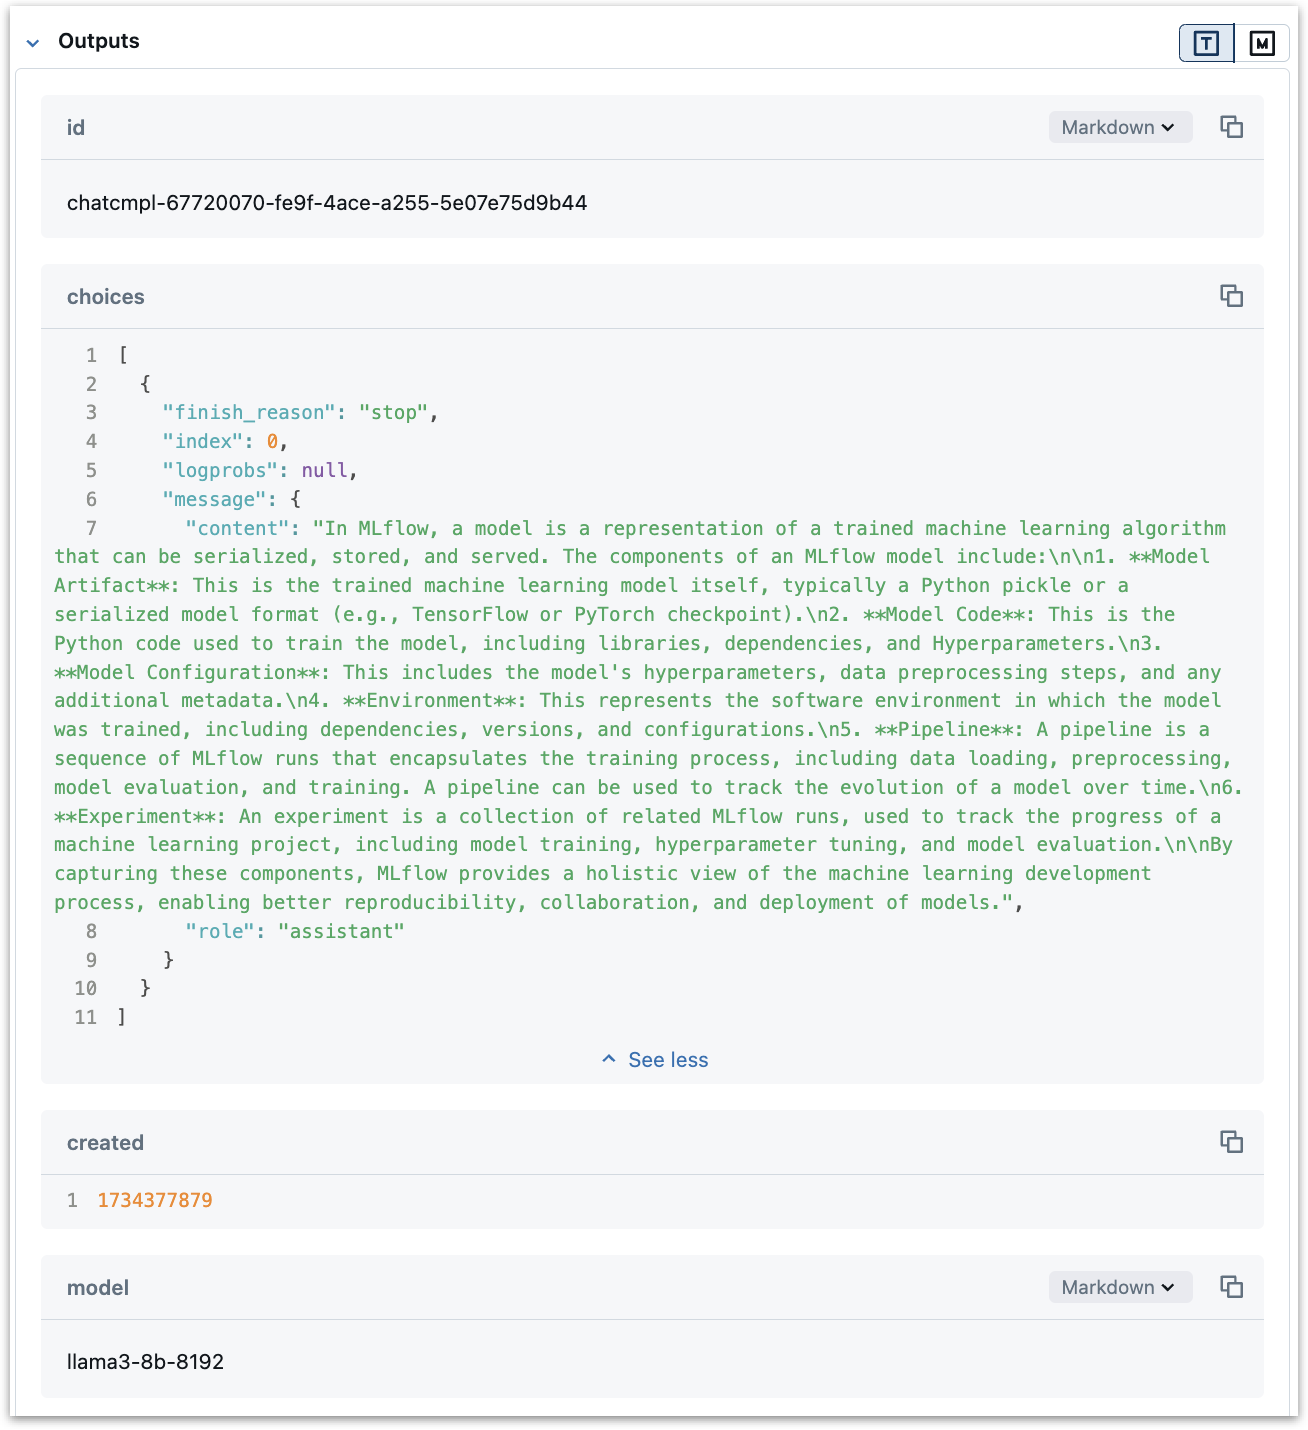 Outputs
T M
id Markdown
chatcmpl-67720070-fe9f-4ace-a255-5e07e75d9b44
choices
1 [
2   {
3     "finish_reason": "stop",
4     "index": 0,
5     "logprobs": null,
6     "message": {
7       "content": "In MLflow, a model is a representation of a trained machine learning algorithm
that can be serialized, stored, and served. The components of an MLflow model include:\n\n1. **Model
Artifact**: This is the trained machine learning model itself, typically a Python pickle or a
serialized model format (e.g., TensorFlow or PyTorch checkpoint).\n2. **Model Code**: This is the
Python code used to train the model, including libraries, dependencies, and Hyperparameters.\n3.
**Model Configuration**: This includes the model's hyperparameters, data preprocessing steps, and any
additional metadata.\n4. **Environment**: This represents the software environment in which the model
was trained, including dependencies, versions, and configurations.\n5. **Pipeline**: A pipeline is a
sequence of MLflow runs that encapsulates the training process, including data loading, preprocessing,
model evaluation, and training. A pipeline can be used to track the evolution of a model over time.\n6.
**Experiment**: An experiment is a collection of related MLflow runs, used to track the progress of a
machine learning project, including model training, hyperparameter tuning, and model evaluation.\n\nBy
capturing these components, MLflow provides a holistic view of the machine learning development
process, enabling better reproducibility, collaboration, and deployment of models.",
8       "role": "assistant"
9     }
10   }
11 ]
See less
created
1 1734377879
model Markdown
llama3-8b-8192